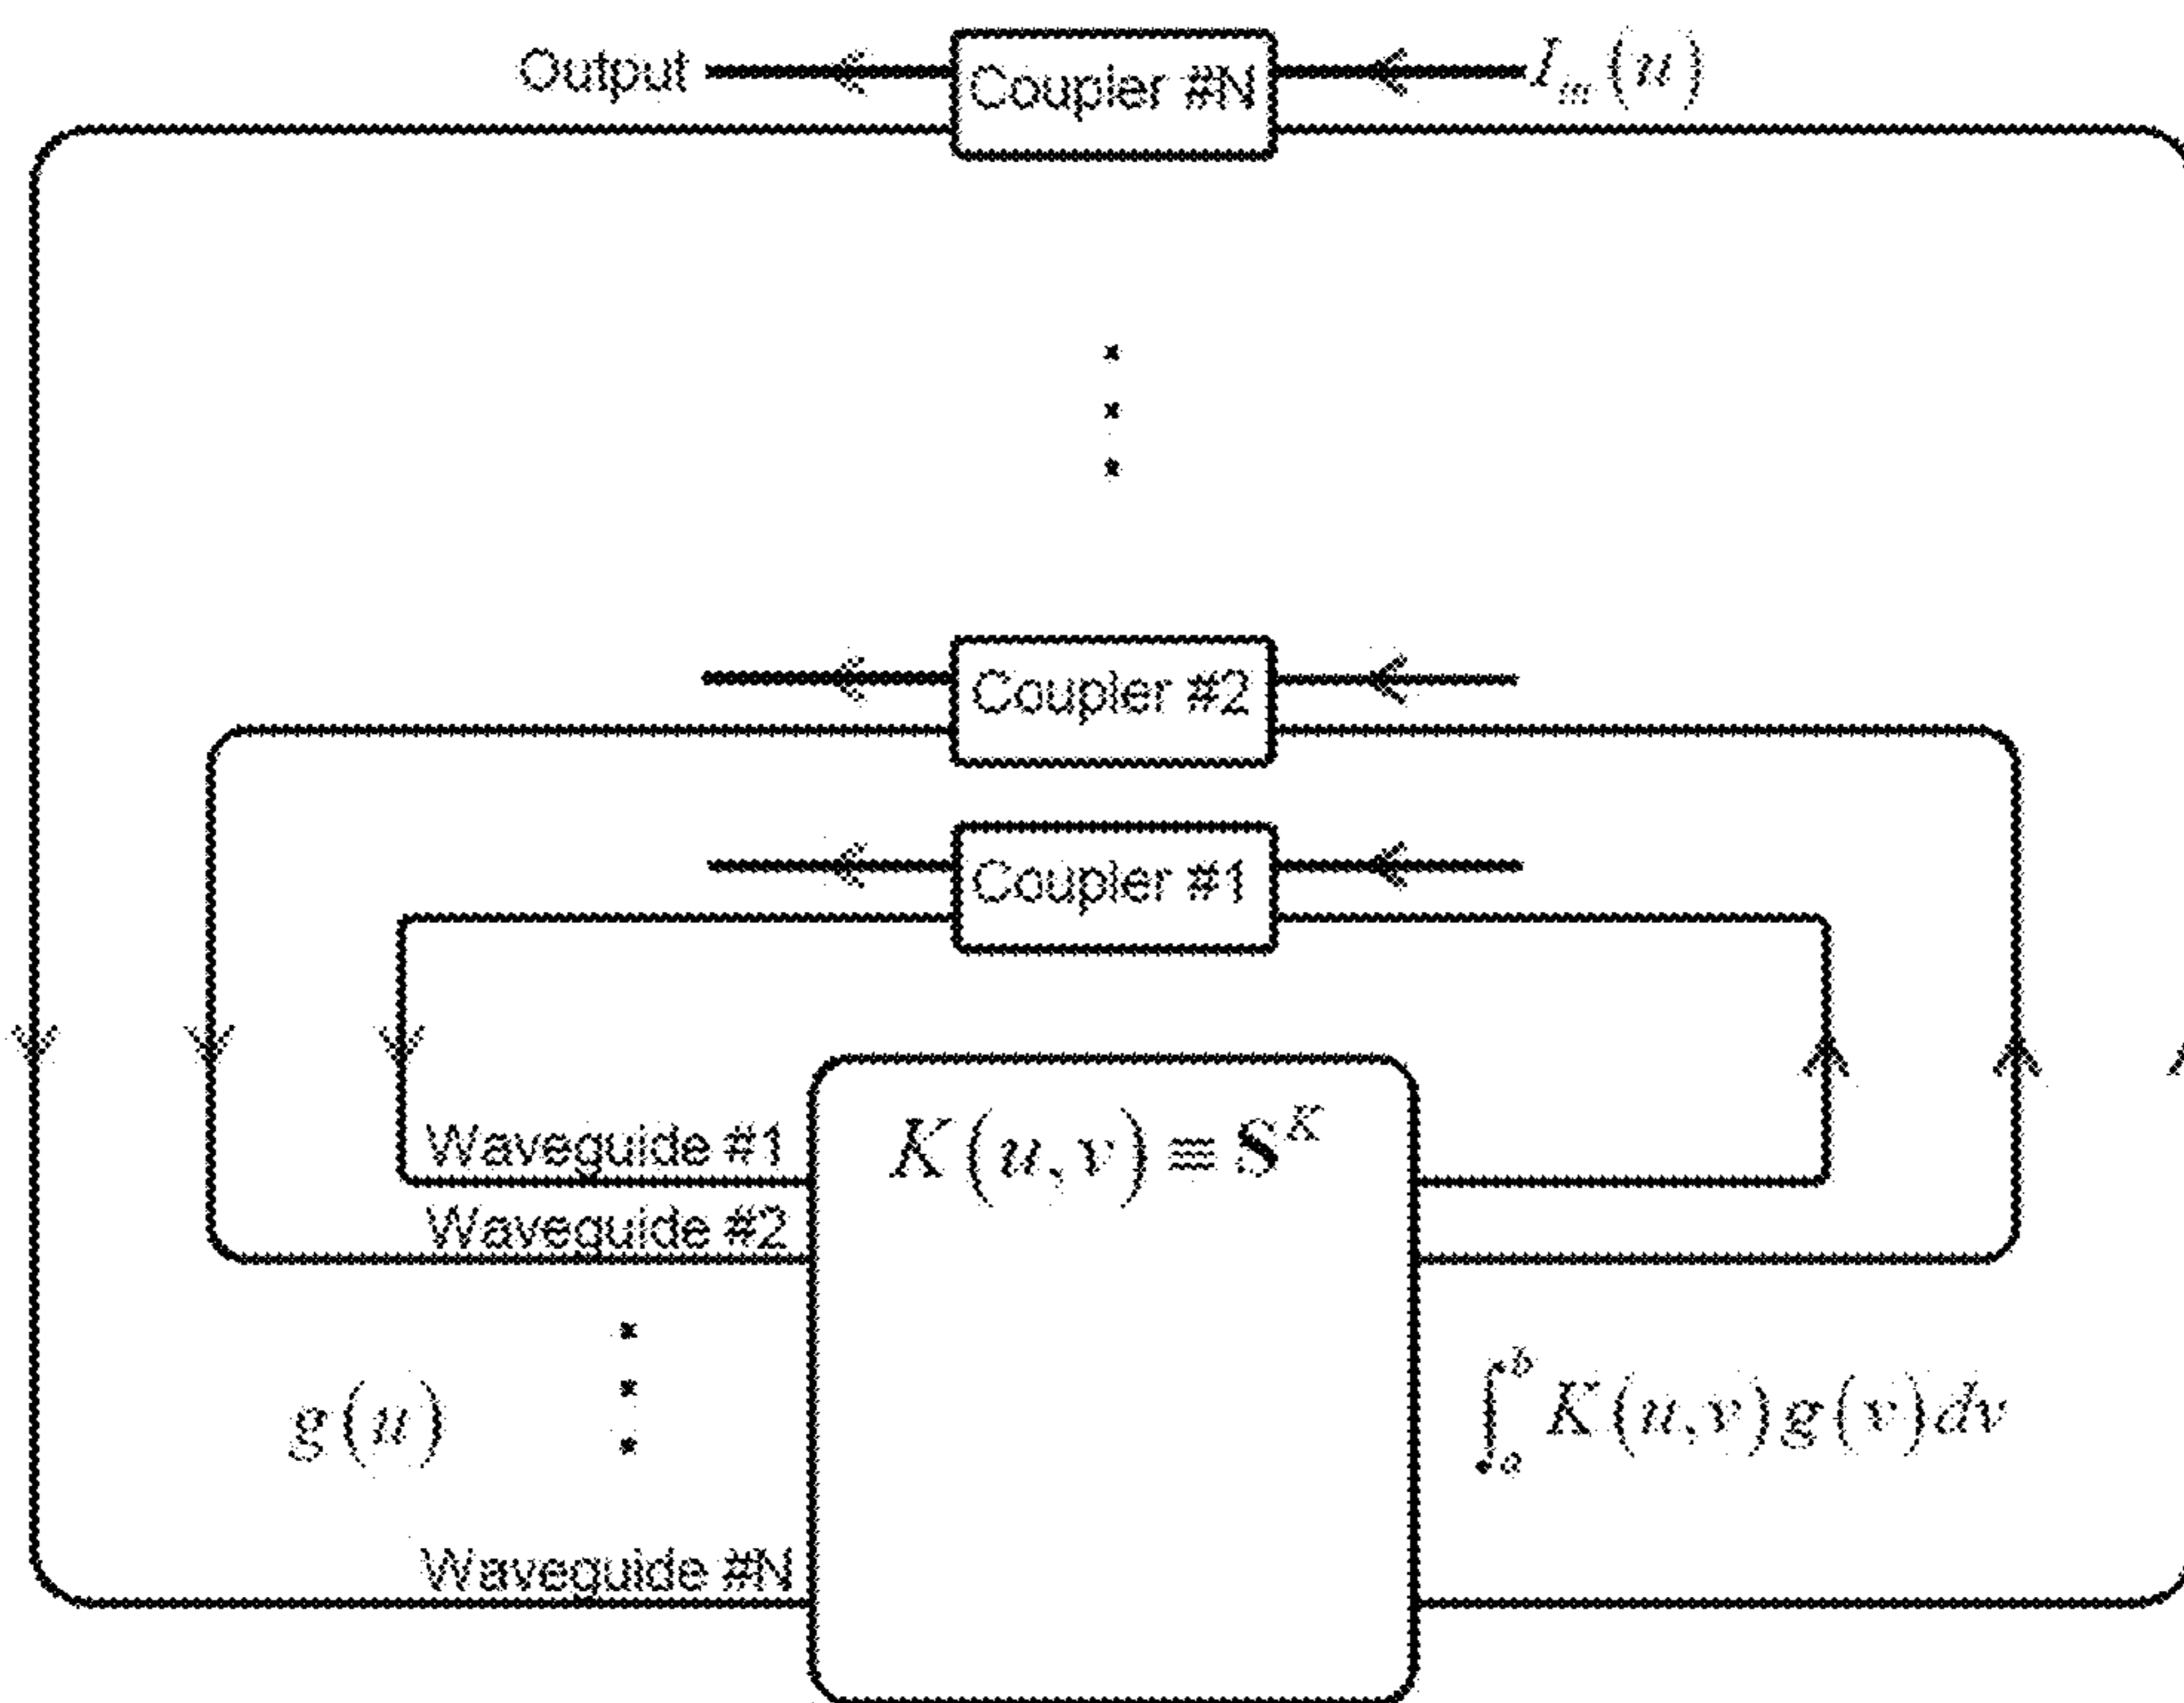 Output
Coupler #N
I_in(u)
Coupler #2
Coupler #1
Waveguide #1
K(u,v) ≡ S^K
Waveguide #2
g(u)
∫_a^b K(u,v)g(v)dv
Waveguide #N